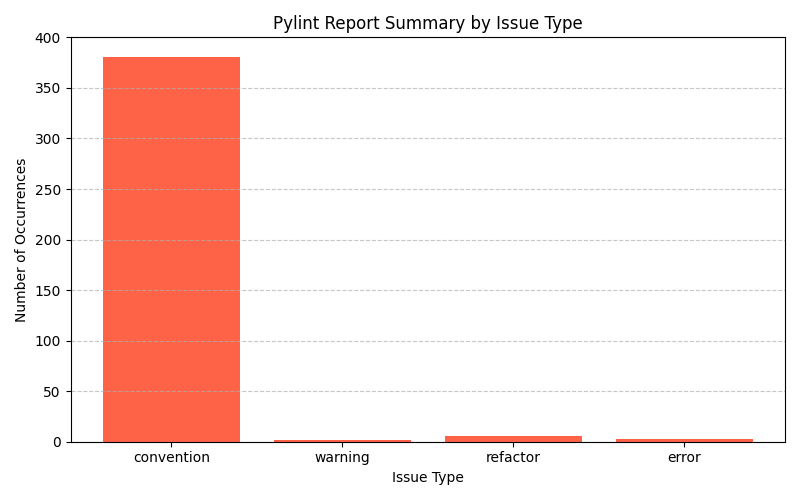 Pylint Report Summary by Issue Type
Number of Occurrences
400
350
300
250
200
150
100
50
0
convention warning refactor error
Issue Type